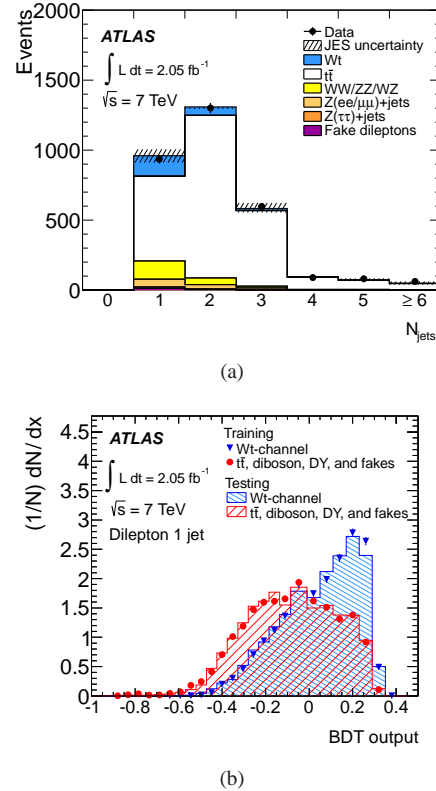 Events
2000
1500
1000
500
0
ATLAS
∫ L dt = 2.05 fb⁻¹
√s = 7 TeV
Data
JES uncertainty
Wt
tt̄
WW/ZZ/WZ
Z(ee/μμ)+jets
Z(ττ)+jets
Fake dileptons
0 1 2 3 4 5 ≥ 6
N_jets
(a)
(1/N) dN/dx
4.5
4
3.5
3
2.5
2
1.5
1
0.5
0
ATLAS
∫ L dt = 2.05 fb⁻¹
√s = 7 TeV
Dilepton 1 jet
Training
Wt-channel
tt̄, diboson, DY, and fakes
Testing
Wt-channel
tt̄, diboson, DY, and fakes
-1 -0.8 -0.6 -0.4 -0.2 0 0.2 0.4
BDT output
(b)